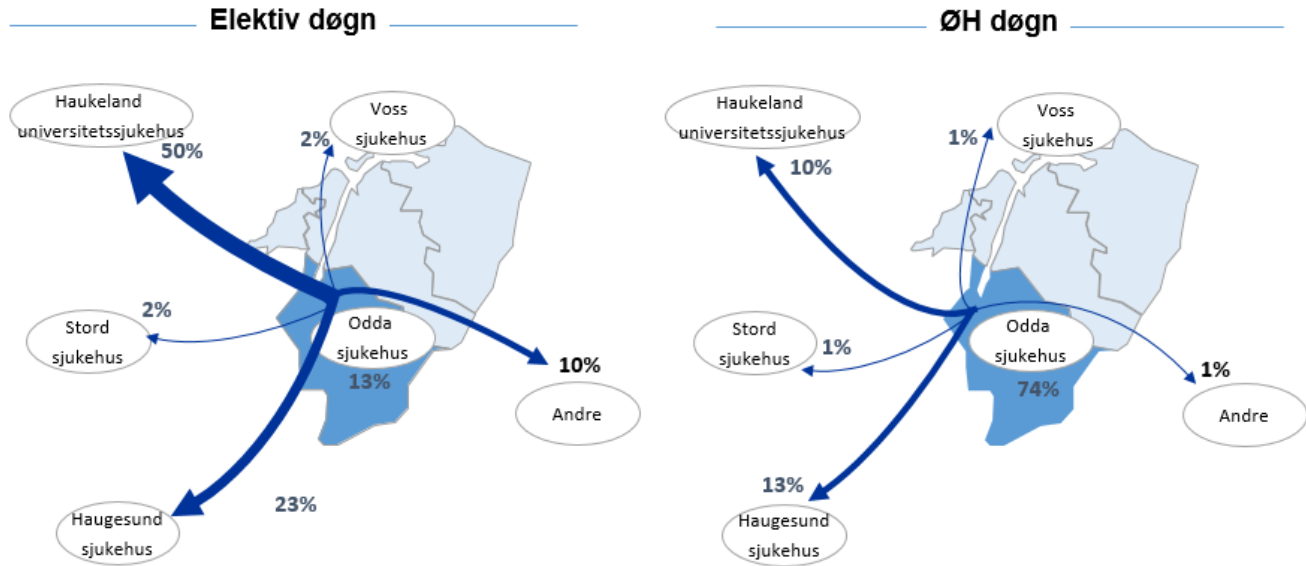 Elektiv døgn
Haukeland
universitetssjukehus
50%
Voss
sjukehus
2%
Stord
sjukehus
2%
Odda
sjukehus
13%
10%
Andre
23%
Haugesund
sjukehus
ØH døgn
Haukeland
universitetssjukehus
10%
Voss
sjukehus
1%
Stord
sjukehus
1%
Odda
sjukehus
74%
1%
Andre
13%
Haugesund
sjukehus